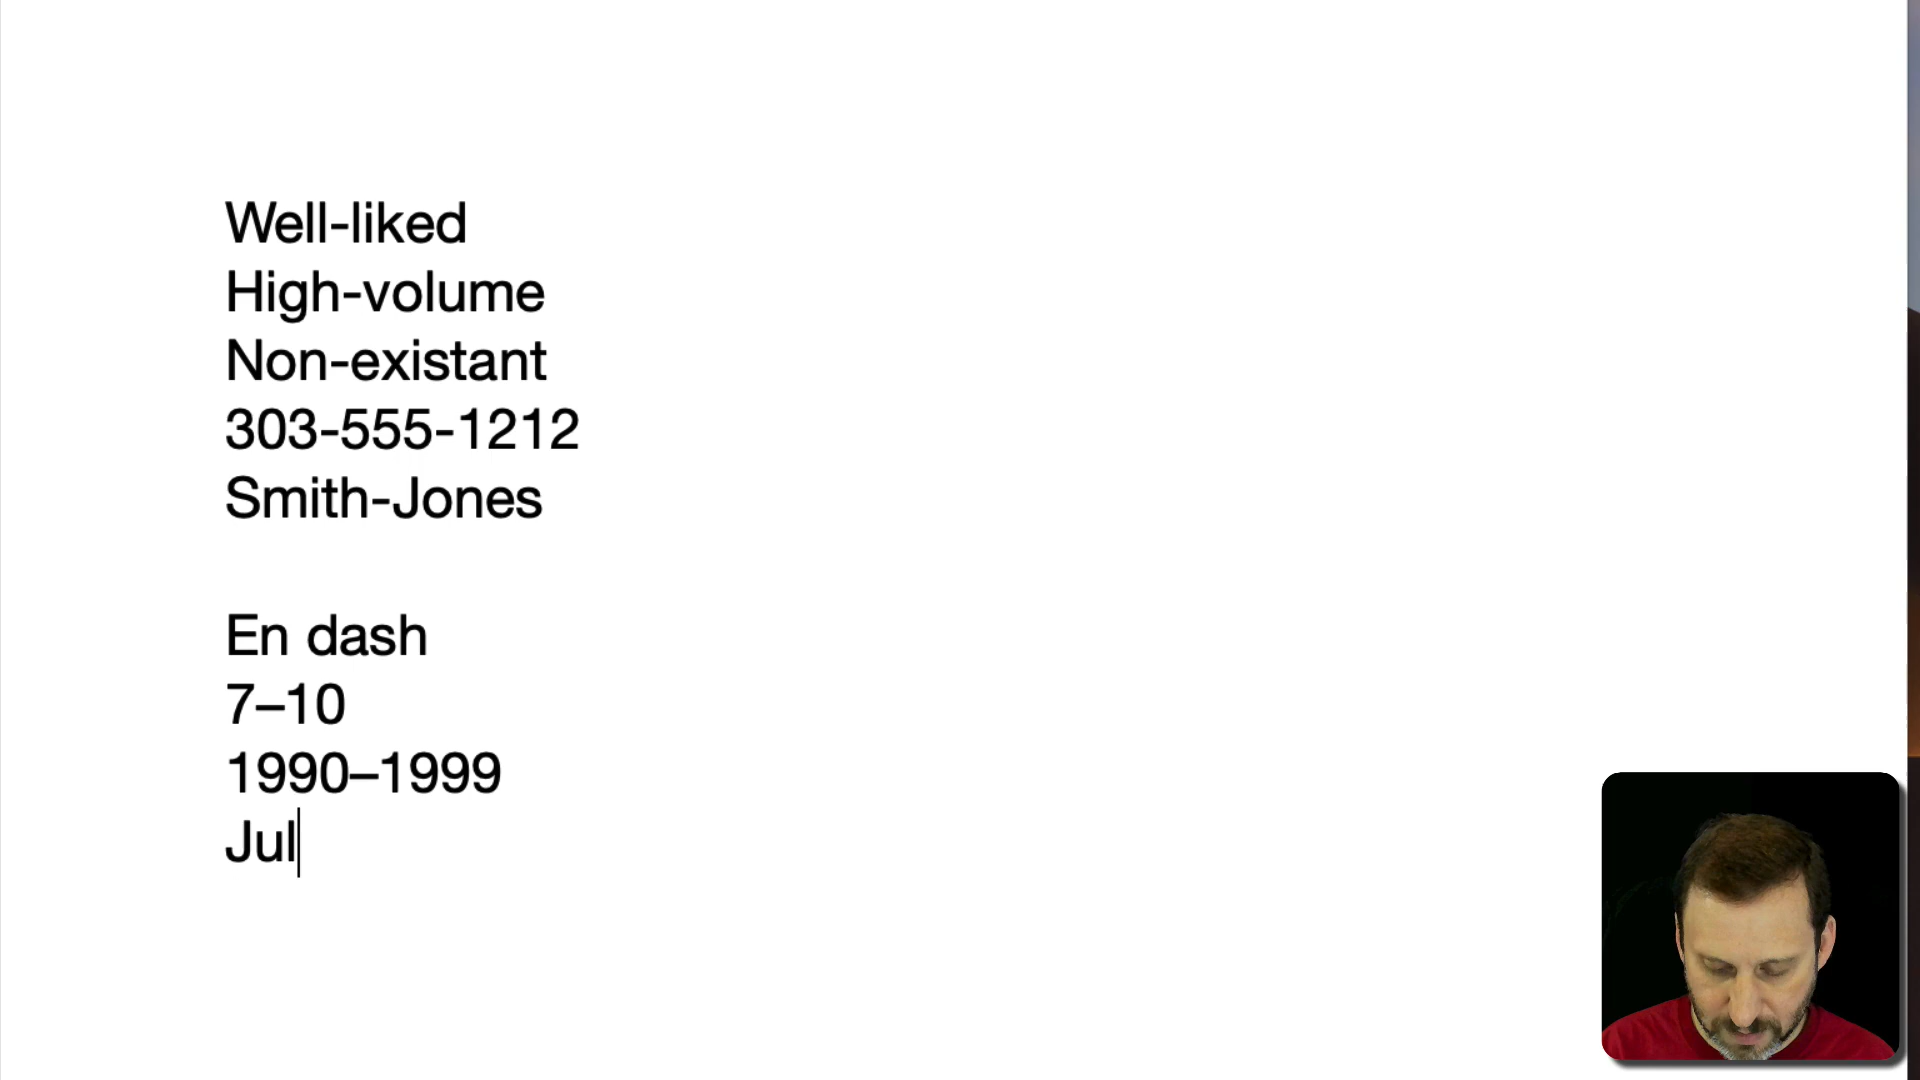 Well-liked
High-volume
Non-existant
303-555-1212
Smith-Jones
En dash
7–10
1990–1999
Jul